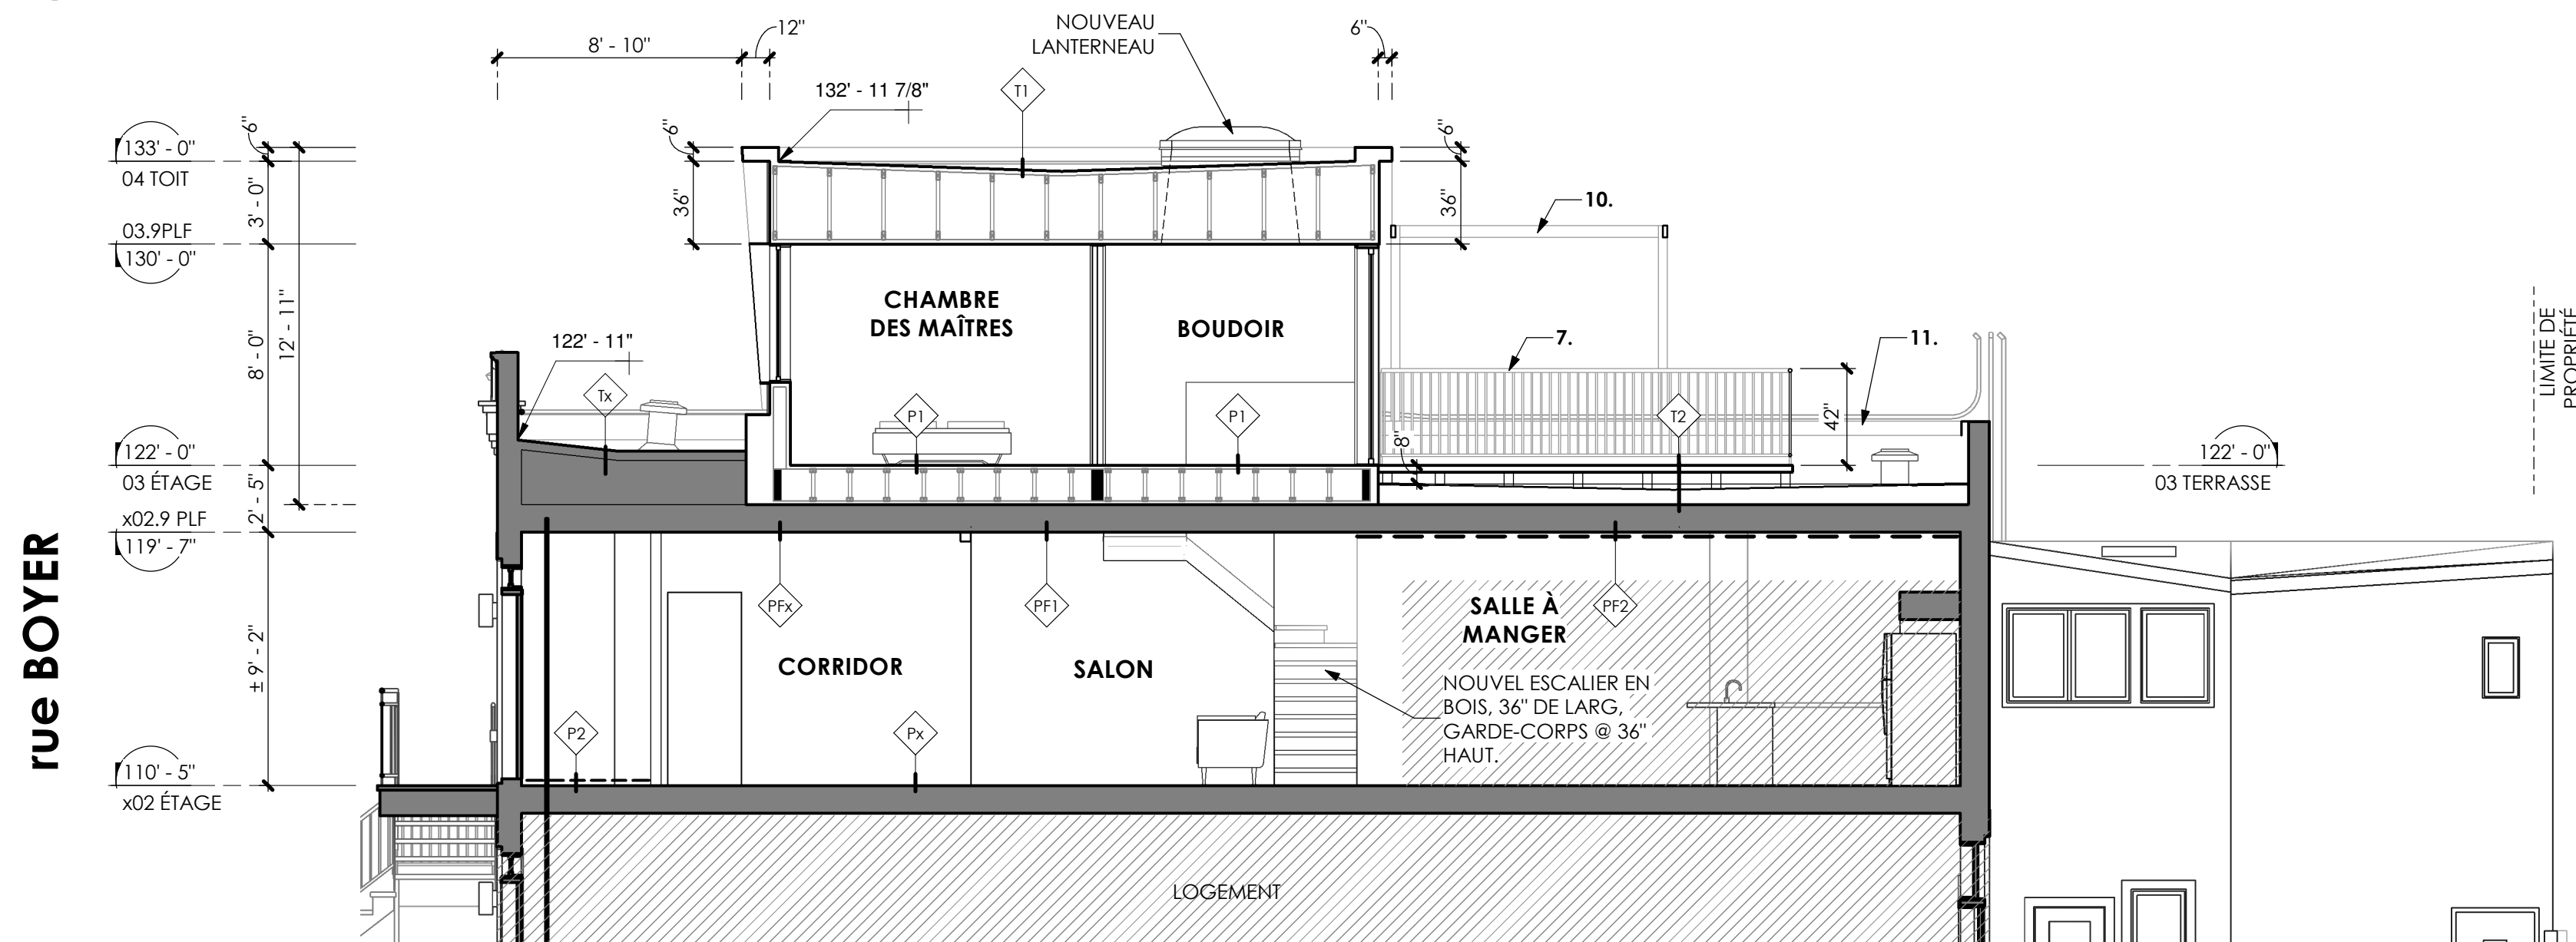 NOUVEAU
LANTERNEAU
8' - 10"
12"
6"
132' - 11 7/8"
T1
6"
133' - 0"
04 TOIT
6"
6"
3' - 0"
36"
36"
10.
03.9PLF
130' - 0"
12' - 11"
8' - 0"
CHAMBRE
DES MAÎTRES
BOUDOIR
122' - 11"
7.
11.
LIMITE DE
PROPRIÉTÉ
Tx
P1
P1
T2
42"
8"
122' - 0"
03 ÉTAGE
122' - 0"
03 TERRASSE
2' - 5"
x02.9 PLF
119' - 7"
rue BOYER
PFx
PF1
PF2
SALLE À
MANGER
± 9' - 2"
CORRIDOR
SALON
NOUVEL ESCALIER EN
BOIS, 36" DE LARG,
GARDE-CORPS @ 36"
HAUT.
P2
Px
110' - 5"
x02 ÉTAGE
LOGEMENT